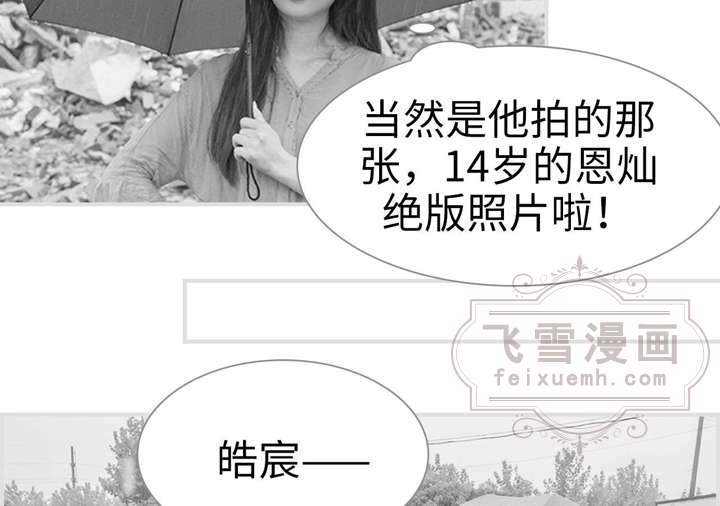 当然是他拍的那
张，14岁的恩灿
绝版照片啦！
飞雪漫画
feixuemh.com
皓宸——